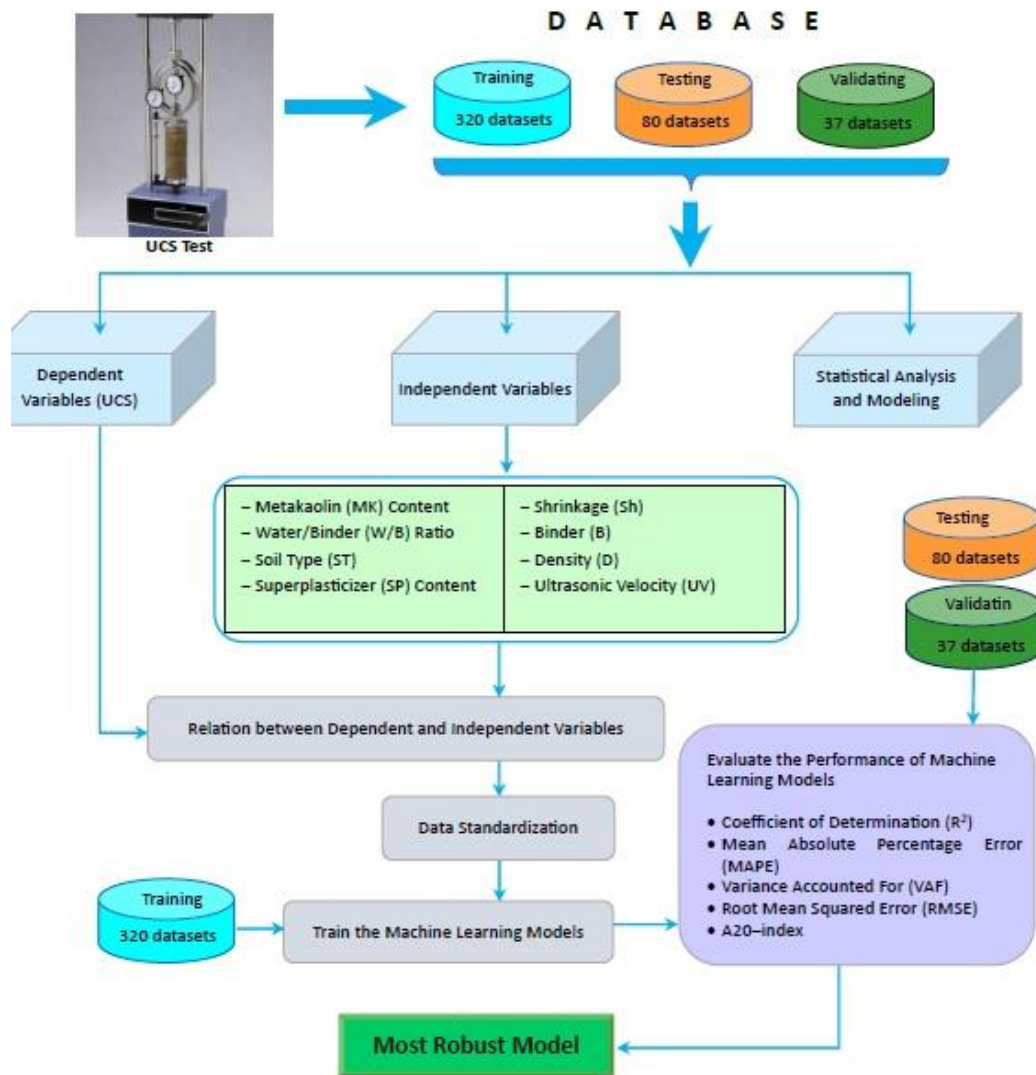 D A T A B A S E
Training
320 datasets
Testing
80 datasets
Validating
37 datasets
UCS Test
Dependent
Variables (UCS)
Independent Variables
Statistical Analysis
and Modeling
– Metakaolin (MK) Content
– Water/Binder (W/B) Ratio
– Soil Type (ST)
– Superplasticizer (SP) Content
– Shrinkage (Sh)
– Binder (B)
– Density (D)
– Ultrasonic Velocity (UV)
Testing
80 datasets
Validatin
37 datasets
Relation between Dependent and Independent Variables
Data Standardization
Training
320 datasets
Train the Machine Learning Models
Evaluate the Performance of Machine
Learning Models
• Coefficient of Determination (R²)
• Mean Absolute Percentage Error
(MAPE)
• Variance Accounted For (VAF)
• Root Mean Squared Error (RMSE)
• A20–index
Most Robust Model